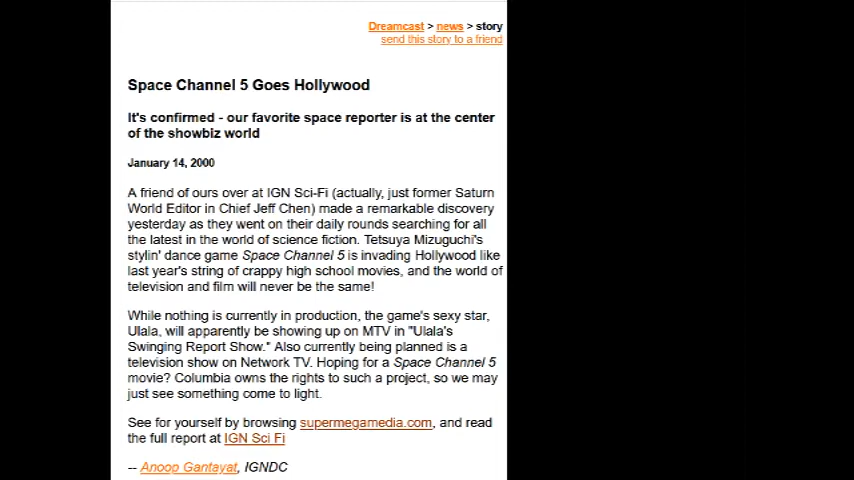 Dreamcast > news > story
send this story to a friend
Space Channel 5 Goes Hollywood
It's confirmed - our favorite space reporter is at the center
of the showbiz world
January 14, 2000
A friend of ours over at IGN Sci-Fi (actually, just former Saturn
World Editor in Chief Jeff Chen) made a remarkable discovery
yesterday as they went on their daily rounds searching for all
the latest in the world of science fiction. Tetsuya Mizuguchi's
stylin' dance game Space Channel 5 is invading Hollywood like
last year's string of crappy high school movies, and the world of
television and film will never be the same!
While nothing is currently in production, the game's sexy star,
Ulala, will apparently be showing up on MTV in "Ulala's
Swinging Report Show." Also currently being planned is a
television show on Network TV. Hoping for a Space Channel 5
movie? Columbia owns the rights to such a project, so we may
just see something come to light.
See for yourself by browsing supermegamedia.com, and read
the full report at IGN Sci Fi
-- Anoop Gantayat, IGNDC